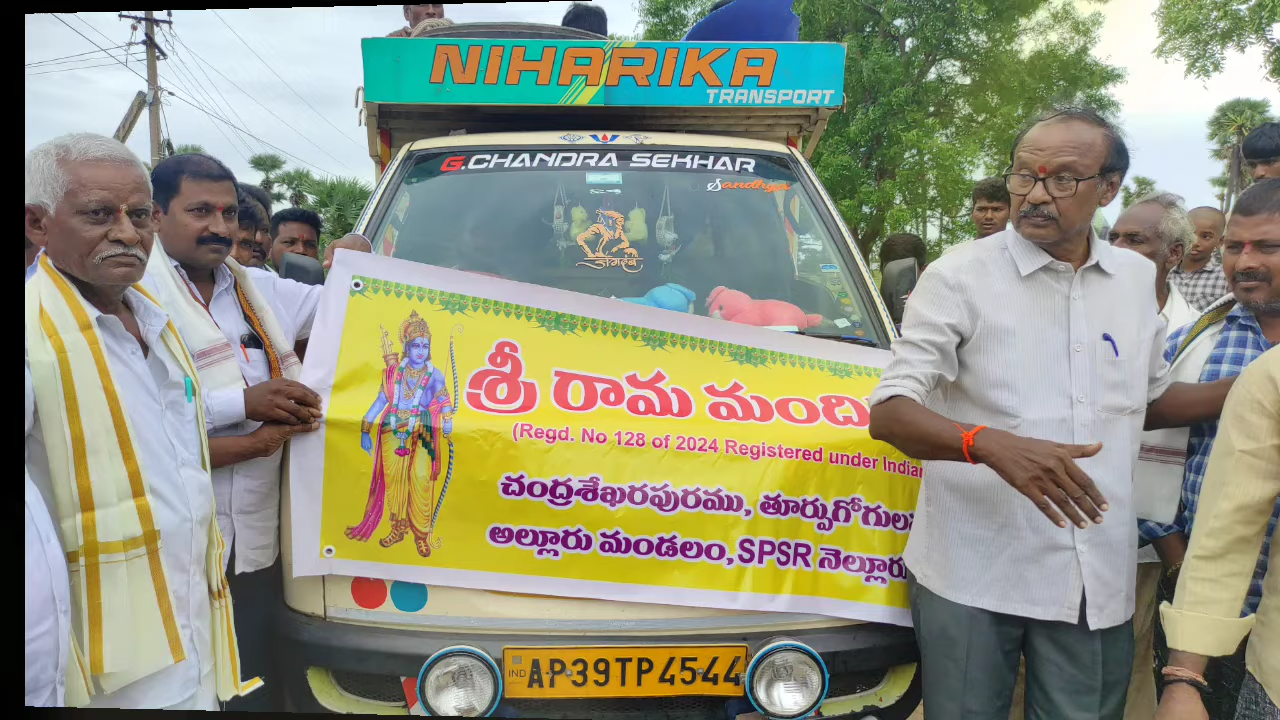 NIHARIKA
TRANSPORT
G.CHANDRA SEKHAR
Sandhya
శ్రీ రామ
(Regd. No 128 of 2024 Registered under Indian
చంద్రశేఖరపురము,
అల్లూరు మండలం, SPSR నెల్లూరు
IND AP39TP4544